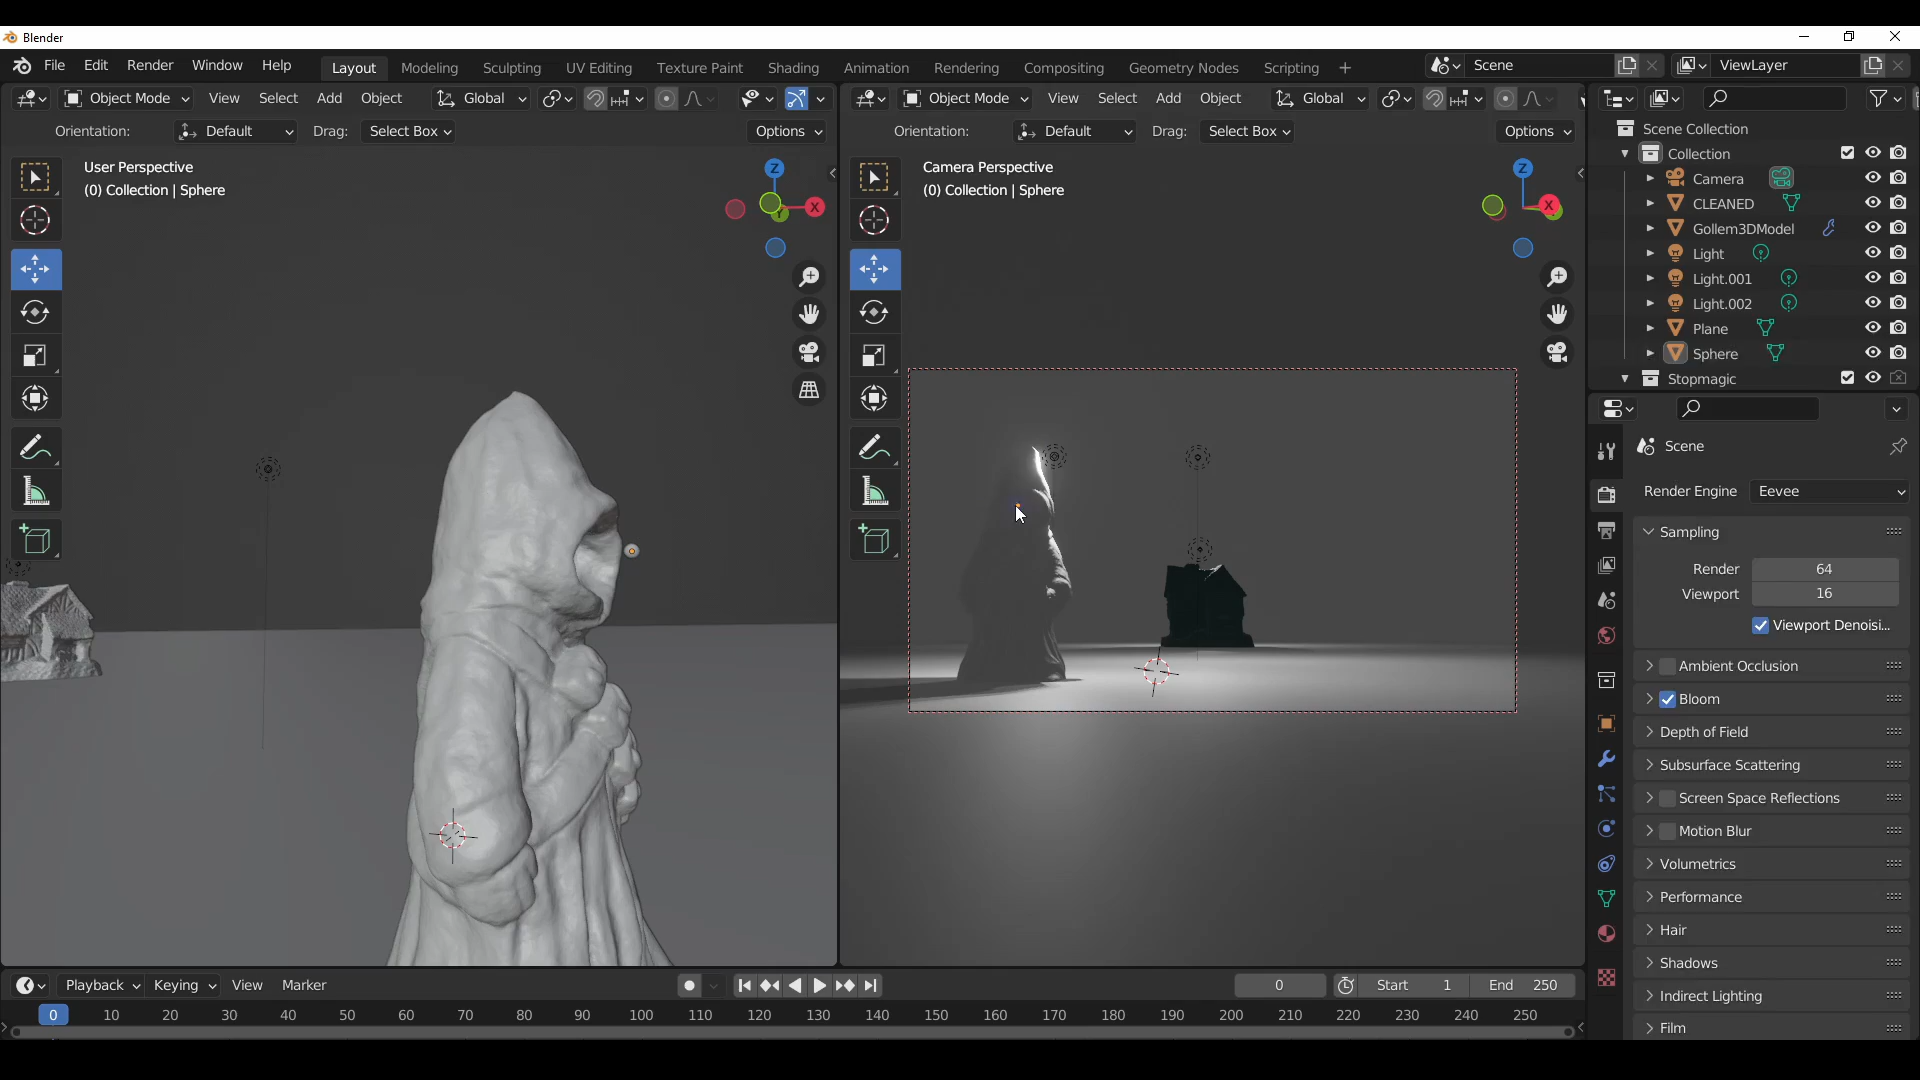 Blender
File Edit Render Window Help Layout Modeling Sculpting UV Editing Texture Paint Shading Animation Rendering Compositing Geometry Nodes Scripting + Scene ViewLayer
Object Mode View Select Add Object Global
Orientation: Default Drag: Select Box Options
User Perspective
(0) Collection | Sphere
Z
X
Y
Object Mode View Select Add Object Global
Orientation: Default Drag: Select Box Options
Camera Perspective
(0) Collection | Sphere
Z
X
Scene Collection
Collection
Camera
CLEANED
Gollem3DModel
Light
Light.001
Light.002
Plane
Sphere
Stopmagic
Scene
Render Engine Eevee
Sampling
Render 64
Viewport 16
Viewport Denoisi...
Ambient Occlusion
Bloom
Depth of Field
Subsurface Scattering
Screen Space Reflections
Motion Blur
Volumetrics
Performance
Hair
Shadows
Indirect Lighting
Film
Playback Keying View Marker 0 Start 1 End 250
0 10 20 30 40 50 60 70 80 90 100 110 120 130 140 150 160 170 180 190 200 210 220 230 240 250